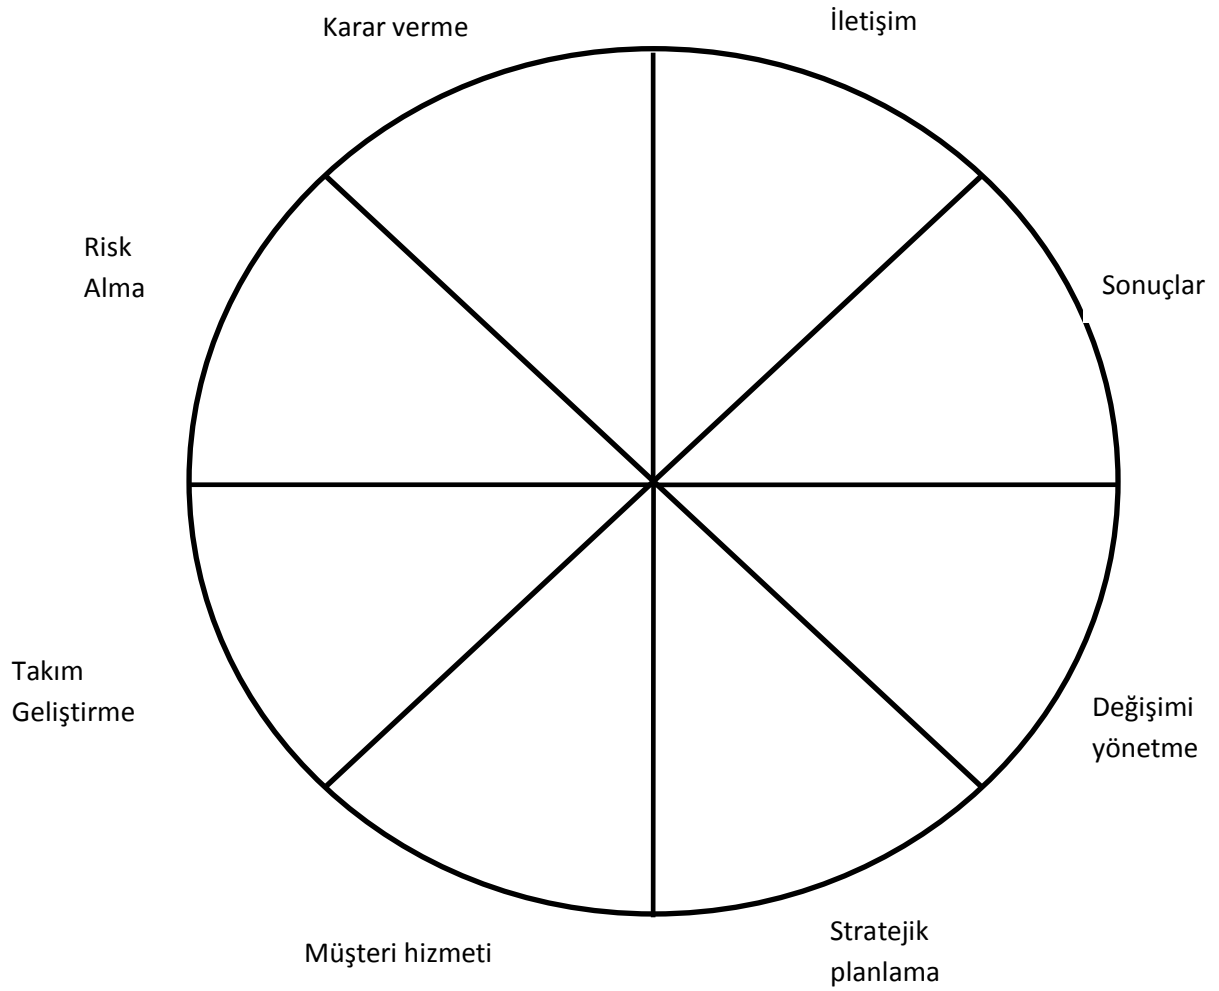 Karar verme
İletişim
Risk
Alma
Sonuçlar
Takım
Geliştirme
Değişimi
yönetme
Müşteri hizmeti
Stratejik
planlama